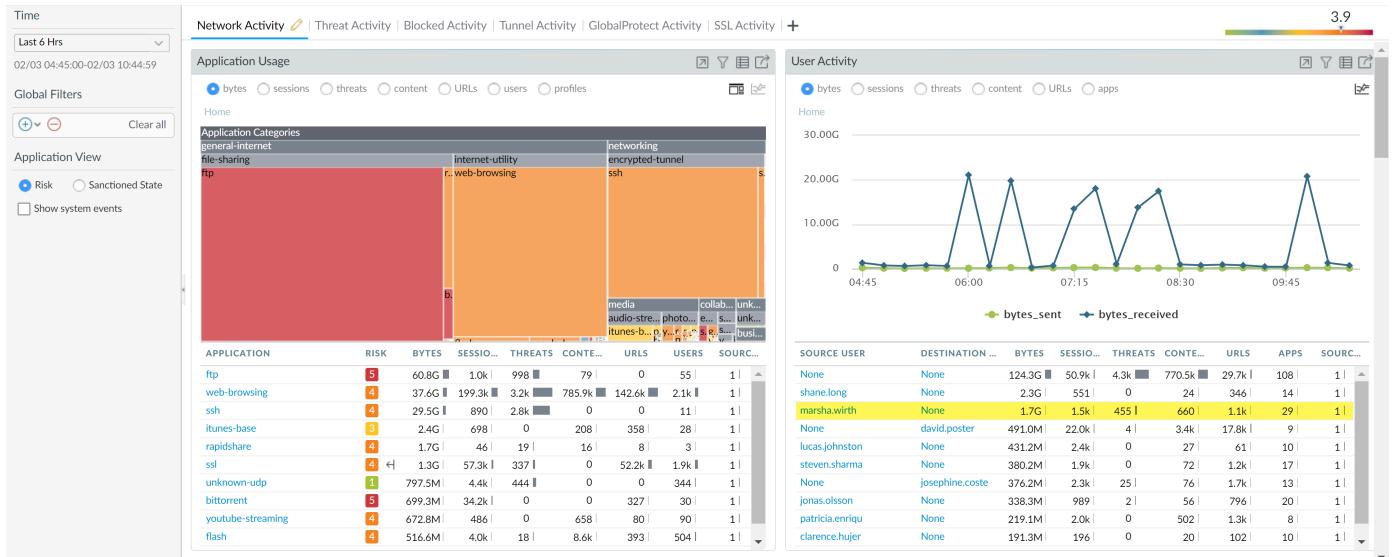 Time
Last 6 Hrs
02/03 04:45:00-02/03 10:44:59
Global Filters
Clear all
Application View
Risk Sanctioned State
Show system events
Network Activity Threat Activity Blocked Activity Tunnel Activity GlobalProtect Activity SSL Activity +
3.9
Application Usage
bytes sessions threats content URLs users profiles
Home
Application Categories
general-internet networking
file-sharing internet-utility encrypted-tunnel
ftp r... web-browsing ssh s.
b.
media collab... unk...
audio-stre... photo... e... s... unk...
itunes-b... busi...
APPLICATION RISK BYTES SESSIO... THREATS CONTE... URLS USERS SOURC...
ftp 5 60.8G 1.0k 998 79 0 55 1
web-browsing 4 37.6G 199.3k 3.2k 785.9k 142.6k 2.1k 1
ssh 4 29.5G 890 2.8k 0 0 11 1
itunes-base 3 2.4G 698 0 208 358 28 1
rapidshare 4 1.7G 46 19 16 8 3 1
ssl 4 1.3G 57.3k 337 0 52.2k 1.9k 1
unknown-udp 1 797.5M 4.4k 444 0 0 344 1
bittorrent 5 699.3M 34.2k 0 0 327 30 1
youtube-streaming 4 672.8M 486 0 658 80 90 1
flash 4 516.6M 4.0k 18 8.6k 393 504 1
User Activity
bytes sessions threats content URLs apps
Home
30.00G
20.00G
10.00G
0
04:45 06:00 07:15 08:30 09:45
bytes_sent bytes_received
SOURCE USER DESTINATION ... BYTES SESSIO... THREATS CONTE... URLS APPS SOURC...
None None 124.3G 50.9k 4.3k 770.5k 29.7k 108 1
shane.long None 2.3G 551 0 24 346 14 1
marsha.wirth None 1.7G 1.5k 455 660 1.1k 29 1
None david.poster 491.0M 22.0k 4 3.4k 17.8k 9 1
lucas.johnston None 431.2M 2.4k 0 27 61 10 1
steven.sharma None 380.2M 1.9k 0 72 1.2k 17 1
None josephine.coste 376.2M 2.3k 25 76 1.7k 13 1
jonas.olsson None 338.3M 989 2 56 796 20 1
patricia.enriqu None 219.1M 2.0k 0 502 1.3k 8 1
clarence.hujer None 191.3M 196 0 20 102 10 1